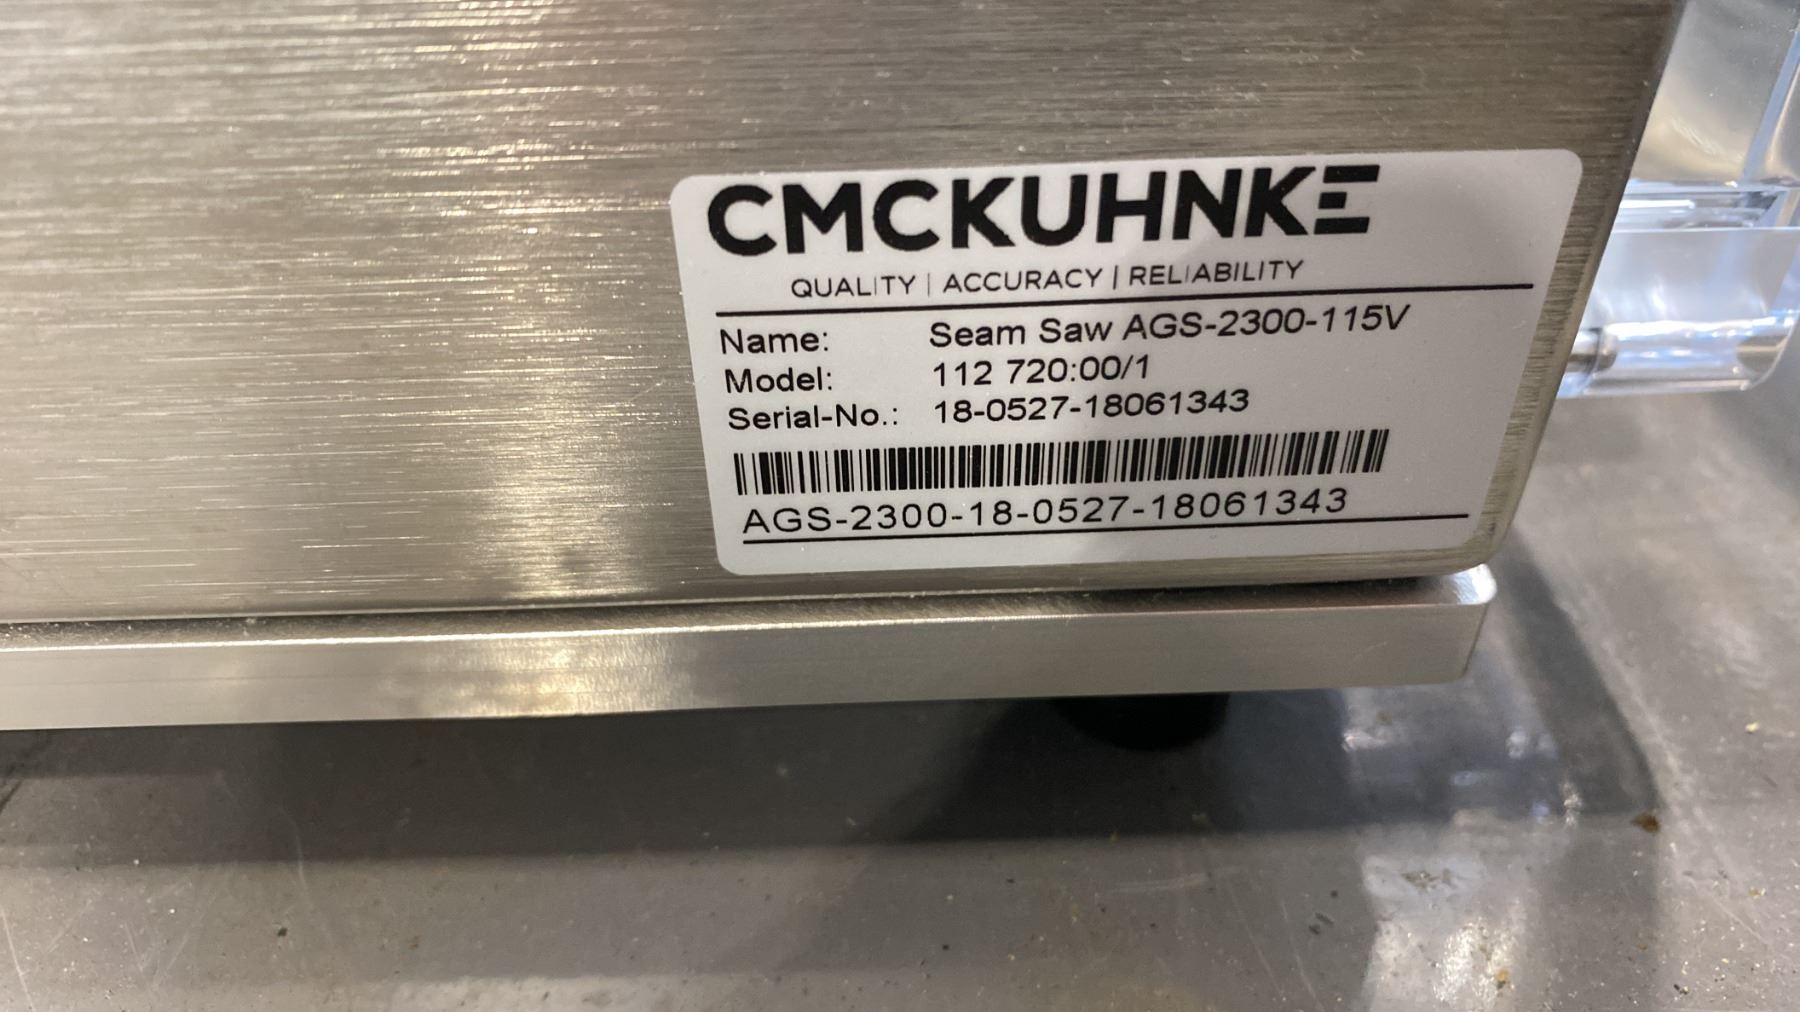 CMCKUHNKE
QUALITY | ACCURACY | RELIABILITY
Name: Seam Saw AGS-2300-115V
Model: 112 720:00/1
Serial-No.: 18-0527-18061343
AGS-2300-18-0527-18061343